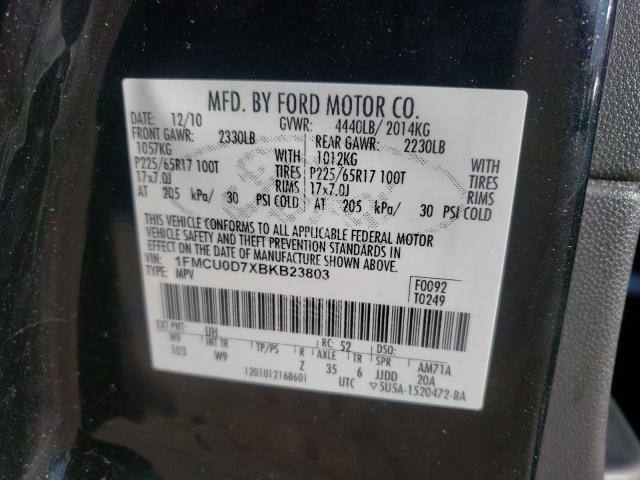 MFD. BY FORD MOTOR CO.
DATE: 12/10 GVWR: 4440LB/ 2014KG
FRONT GAWR: 2330LB REAR GAWR: 2230LB
1057KG WITH 1012KG WITH
P225/65R17 100T TIRES P225/65R17 100T TIRES
17x7.0J RIMS 17x7.0J RIMS
AT 205 kPa/ 30 PSI COLD AT 205 kPa/ 30 PSI COLD
THIS VEHICLE CONFORMS TO ALL APPLICABLE FEDERAL MOTOR
VEHICLE SAFETY AND THEFT PREVENTION STANDARDS IN
EFFECT ON THE DATE OF MANUFACTURE SHOWN ABOVE.
VIN: 1FMCU0D7XBKB23803 F0092
TYPE: MPV T0249
EXT PNT: UH RC: 52 DSO:
WB INT TR TP/PS R AXLE TR SPR AM71A
103 W9 Z 35 6 JJDD 20A
1201012168601 UTC 5U5A-1520472-BA